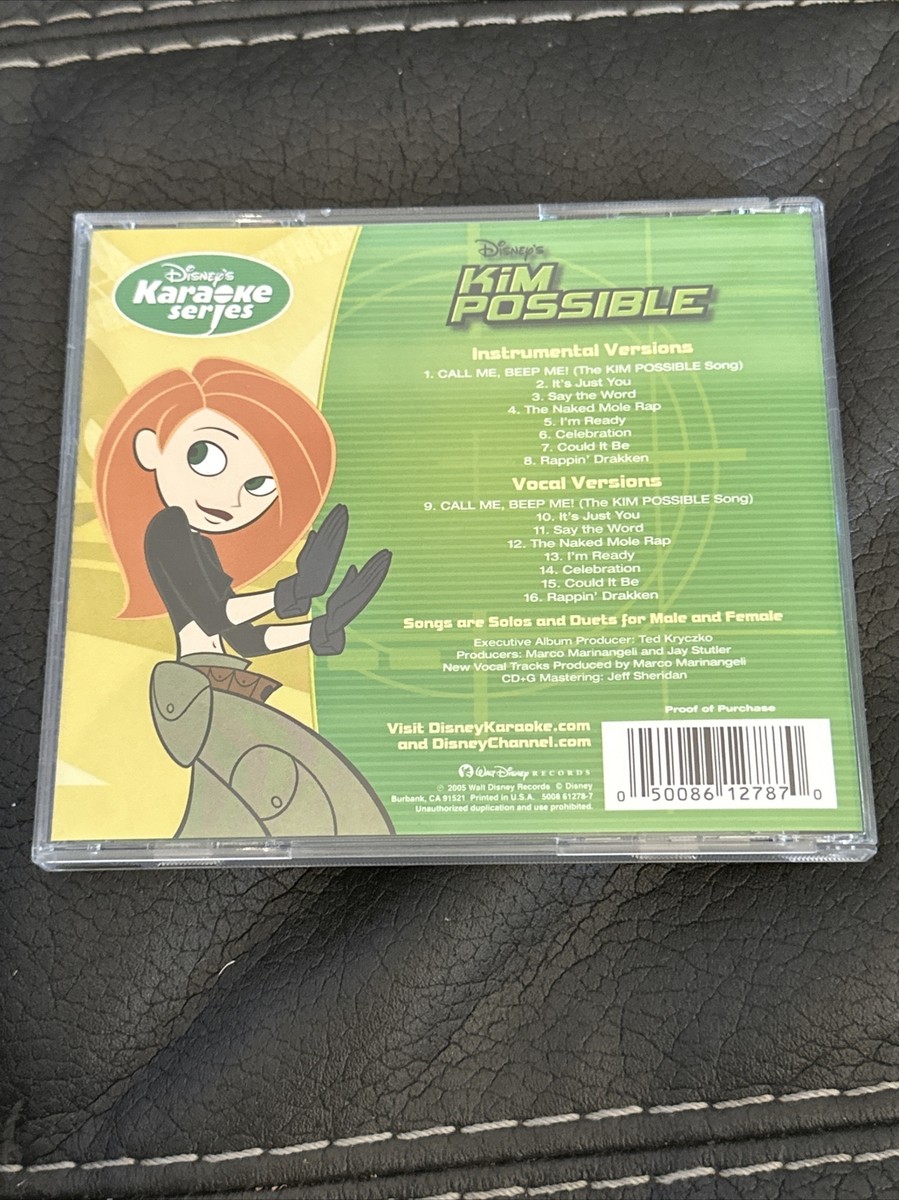 Disney's
Karaoke
series
Disney's
KiM
POSSIBLE
Instrumental Versions
1. CALL ME, BEEP ME! (The KIM POSSIBLE Song)
2. It's Just You
3. Say the Word
4. The Naked Mole Rap
5. I'm Ready
6. Celebration
7. Could It Be
8. Rappin' Drakken
Vocal Versions
9. CALL ME, BEEP ME! (The KIM POSSIBLE Song)
10. It's Just You
11. Say the Word
12. The Naked Mole Rap
13. I'm Ready
14. Celebration
15. Could It Be
16. Rappin' Drakken
Songs are Solos and Duets for Male and Female
Executive Album Producer: Ted Kryczko
Producers: Marco Marinangeli and Jay Stutler
New Vocal Tracks Produced by Marco Marinangeli
CD+G Mastering: Jeff Sheridan
Proof of Purchase
Visit DisneyKaraoke.com
and DisneyChannel.com
Walt Disney RECORDS
℗ 2005 Walt Disney Records © Disney
Burbank, CA 91521 Printed in U.S.A. 5008 61278-7
Unauthorized duplication and use prohibited.
0 50086 12787 0